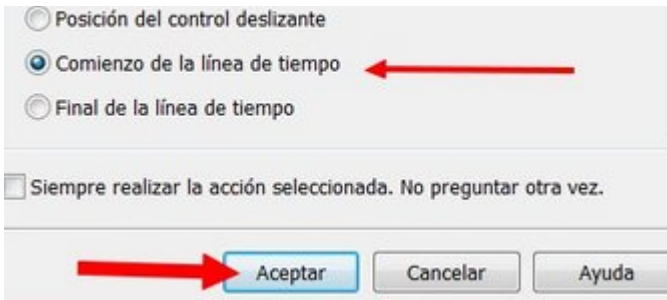 Posición del control deslizante
Comienzo de la línea de tiempo
Final de la línea de tiempo
Siempre realizar la acción seleccionada. No preguntar otra vez.
Aceptar Cancelar Ayuda